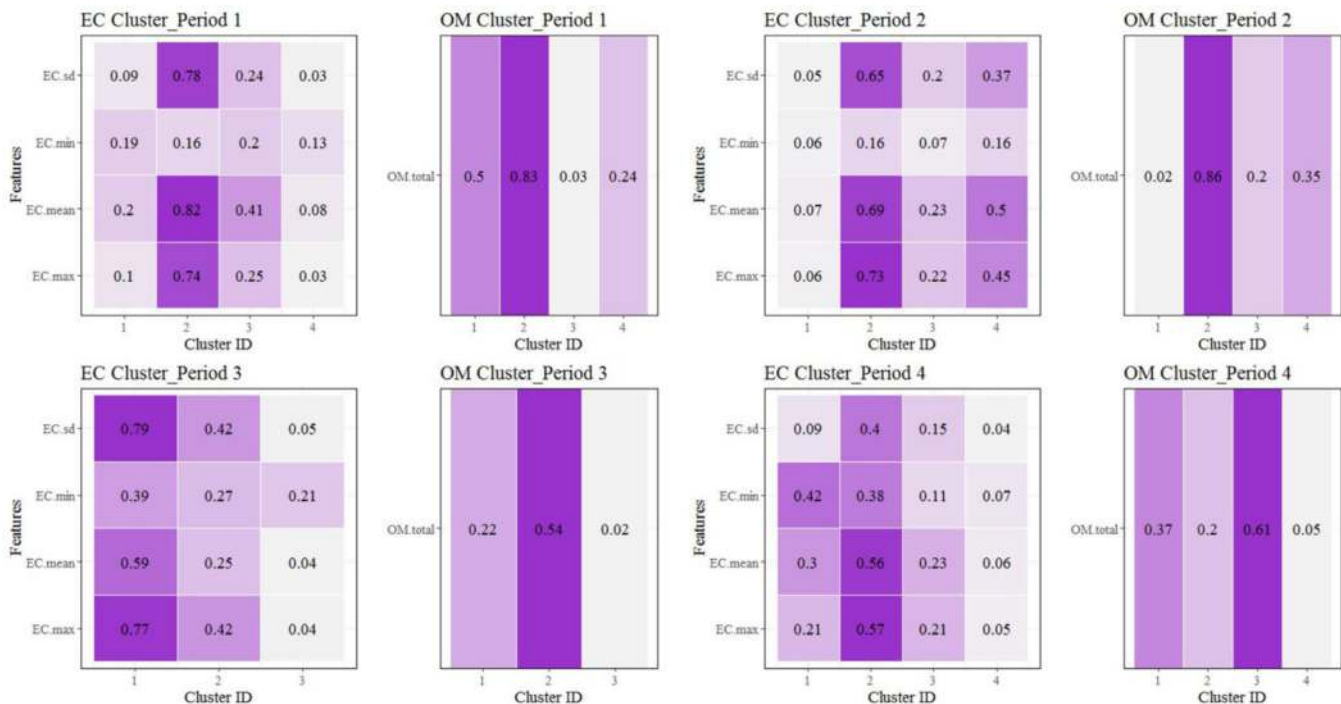 EC Cluster_Period 1
Features
EC.sd 0.09 0.78 0.24 0.03
EC.min 0.19 0.16 0.2 0.13
EC.mean 0.2 0.82 0.41 0.08
EC.max 0.1 0.74 0.25 0.03
1 2 3 4
Cluster ID
OM Cluster_Period 1
OM.total 0.5 0.83 0.03 0.24
1 2 3 4
Cluster ID
EC Cluster_Period 2
Features
EC.sd 0.05 0.65 0.2 0.37
EC.min 0.06 0.16 0.07 0.16
EC.mean 0.07 0.69 0.23 0.5
EC.max 0.06 0.73 0.22 0.45
1 2 3 4
Cluster ID
OM Cluster_Period 2
OM.total 0.02 0.86 0.2 0.35
1 2 3 4
Cluster ID
EC Cluster_Period 3
Features
EC.sd 0.79 0.42 0.05
EC.min 0.39 0.27 0.21
EC.mean 0.59 0.25 0.04
EC.max 0.77 0.42 0.04
1 2 3
Cluster ID
OM Cluster_Period 3
OM.total 0.22 0.54 0.02
1 2 3
Cluster ID
EC Cluster_Period 4
Features
EC.sd 0.09 0.4 0.15 0.04
EC.min 0.42 0.38 0.11 0.07
EC.mean 0.3 0.56 0.23 0.06
EC.max 0.21 0.57 0.21 0.05
1 2 3 4
Cluster ID
OM Cluster_Period 4
OM.total 0.37 0.2 0.61 0.05
1 2 3 4
Cluster ID